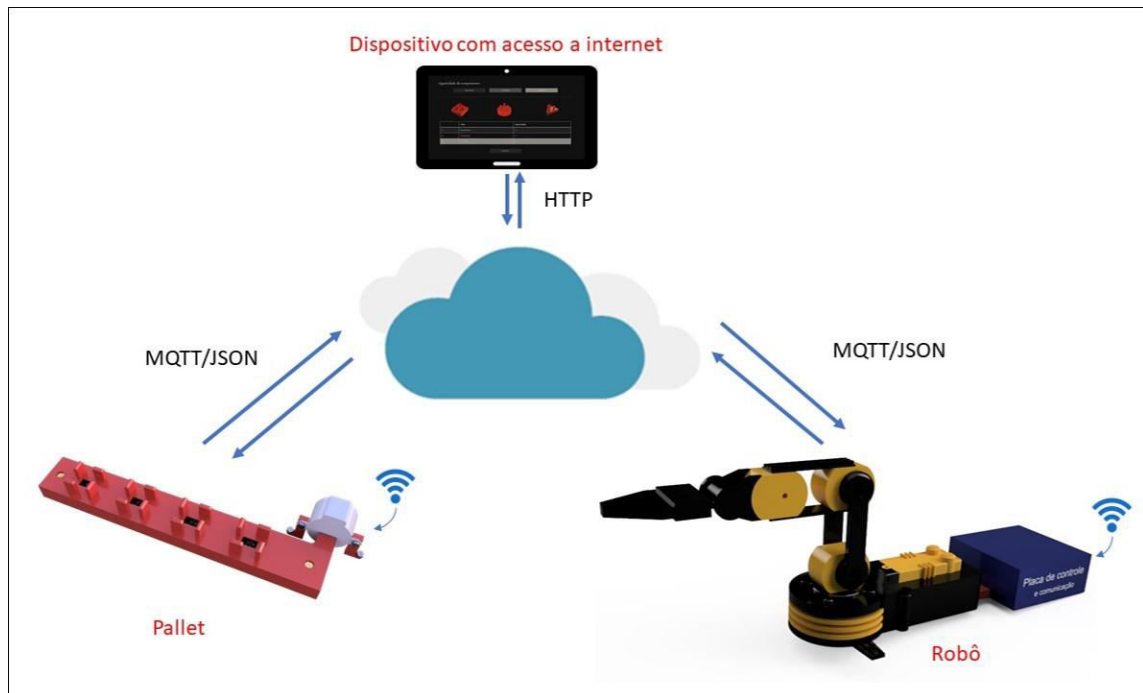 Dispositivo com acesso a internet
HTTP
MQTT/JSON
MQTT/JSON
Placa de controle
e comunicação
Pallet
Robô